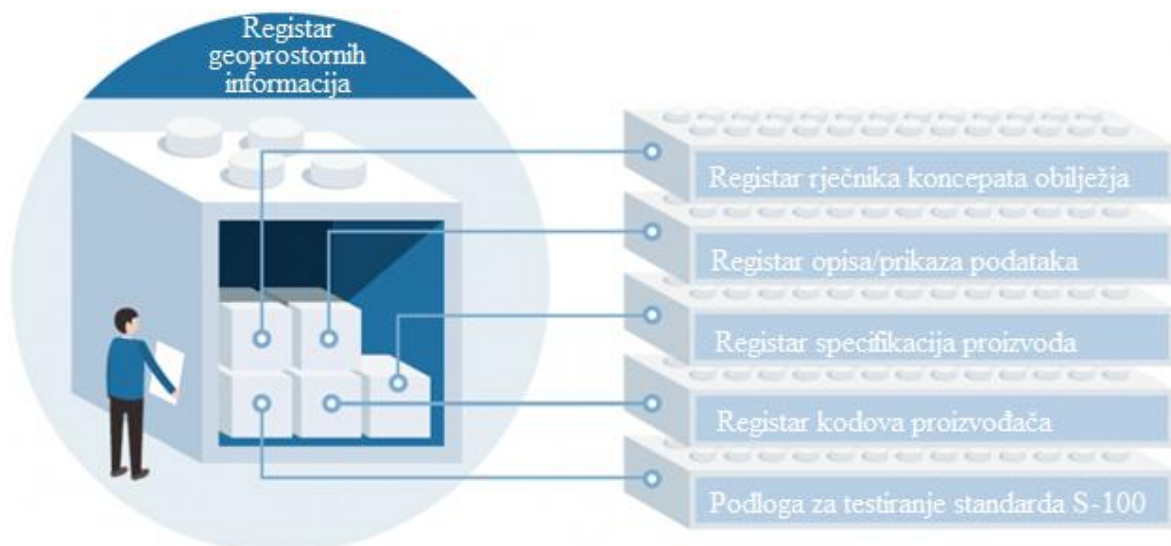 Registar
geoprostornih
informacija
Registar rječnika koncepata obilježja
Registar opisa/prikaza podataka
Registar specifikacija proizvoda
Registar kodova proizvođača
Podloga za testiranje standarda S-100